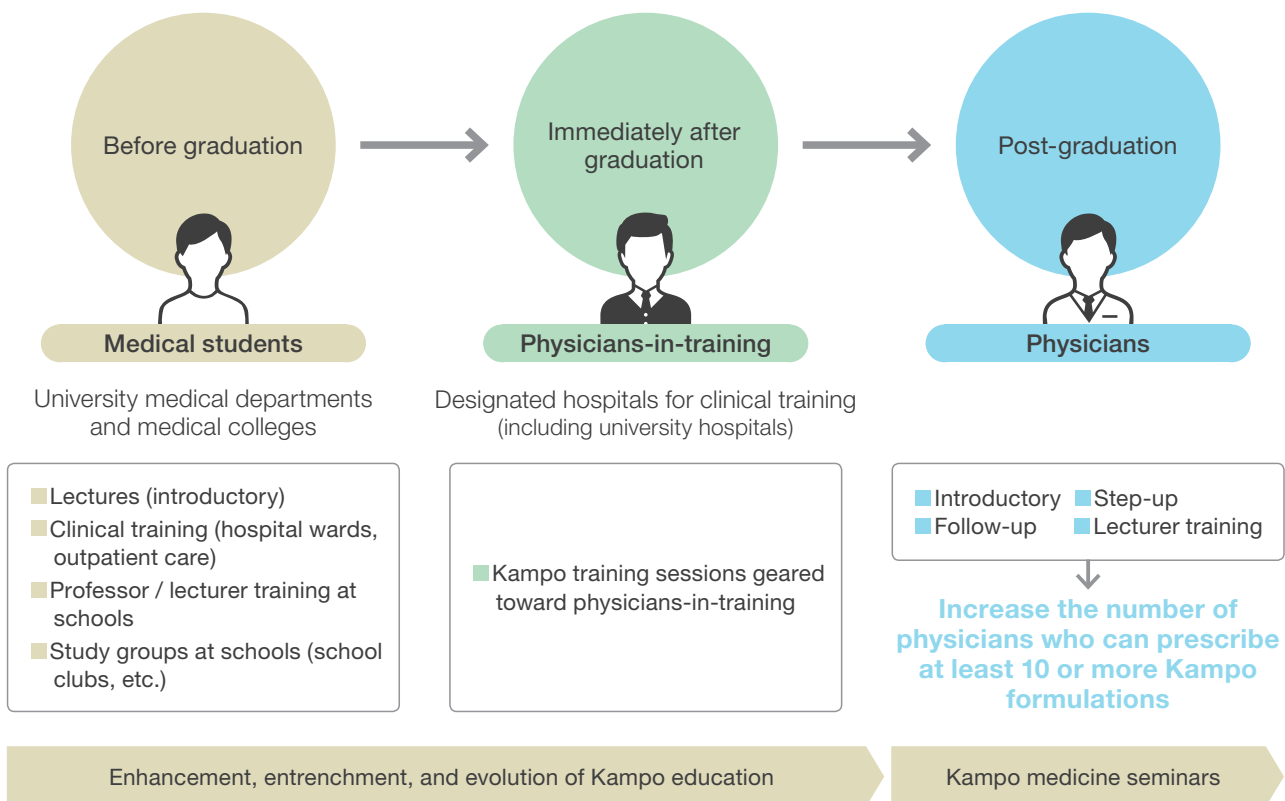 Before graduation
Immediately after
graduation
Post-graduation
Medical students
Physicians-in-training
Physicians
University medical departments
and medical colleges
Designated hospitals for clinical training
(including university hospitals)
Lectures (introductory)
Clinical training (hospital wards,
outpatient care)
Professor / lecturer training at
schools
Study groups at schools (school
clubs, etc.)
Kampo training sessions geared
toward physicians-in-training
Introductory Step-up
Follow-up Lecturer training
Increase the number of
physicians who can prescribe
at least 10 or more Kampo
formulations
Enhancement, entrenchment, and evolution of Kampo education
Kampo medicine seminars